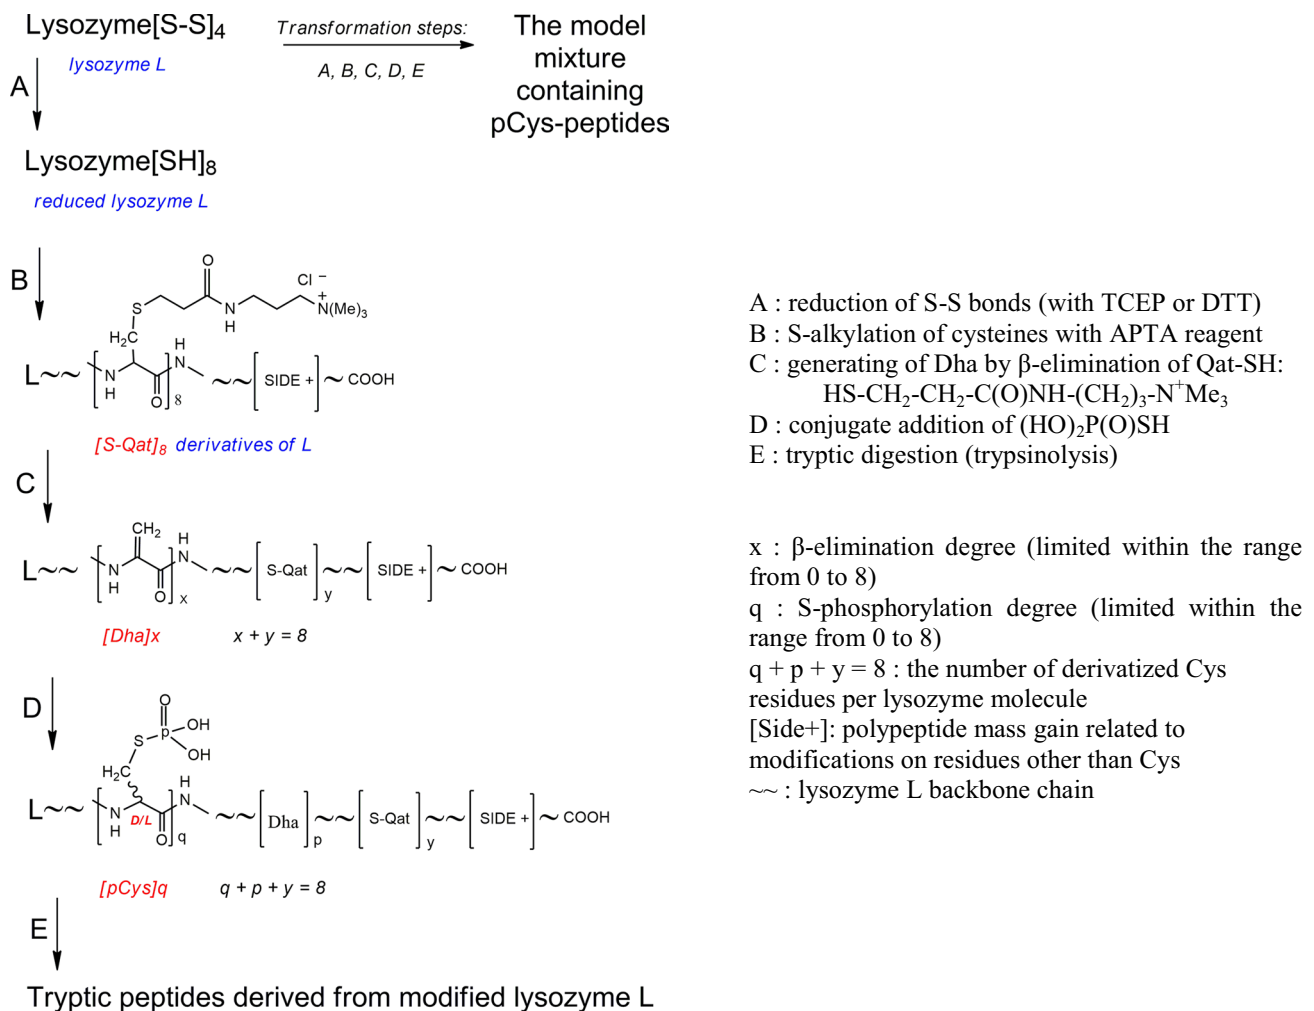 Lysozyme[S-S]4
lysozyme L
Transformation steps:
A, B, C, D, E
The model
mixture
containing
pCys-peptides
A
Lysozyme[SH]8
reduced lysozyme L
B
O
Cl −
S
N
H
N(Me)3
+
H2C
H
N
L~~
N
H
O
8
~~
SIDE +
~ COOH
[S-Qat]8 derivatives of L
C
CH2
H
N
L~~
N
H
O
x
~~
S-Qat
y
~~
SIDE +
~ COOH
[Dha]x
x + y = 8
D
O
OH
S
P
OH
H2C
H
N
L~~
N
H
D/L
O
q
~~
Dha
p
~~
S-Qat
y
~~
SIDE +
~ COOH
[pCys]q
q + p + y = 8
E
Tryptic peptides derived from modified lysozyme L
A : reduction of S-S bonds (with TCEP or DTT)
B : S-alkylation of cysteines with APTA reagent
C : generating of Dha by β-elimination of Qat-SH:
HS-CH2-CH2-C(O)NH-(CH2)3-N+Me3
D : conjugate addition of (HO)2P(O)SH
E : tryptic digestion (trypsinolysis)
x : β-elimination degree (limited within the range
from 0 to 8)
q : S-phosphorylation degree (limited within the
range from 0 to 8)
q + p + y = 8 : the number of derivatized Cys
residues per lysozyme molecule
[Side+]: polypeptide mass gain related to
modifications on residues other than Cys
~~ : lysozyme L backbone chain